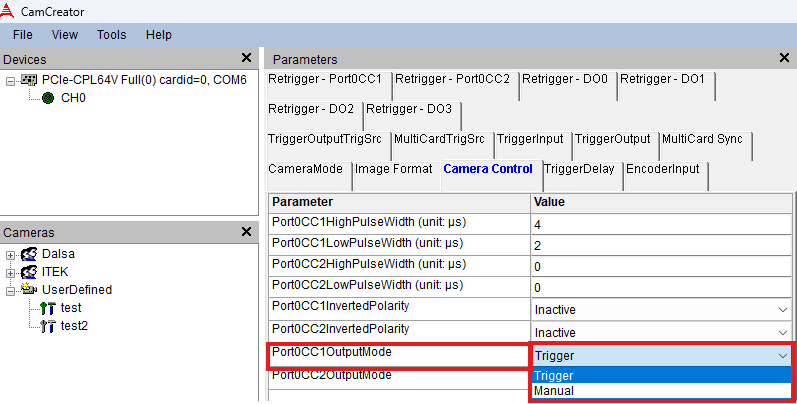 CamCreator
File View Tools Help
Devices
PCIe-CPL64V Full(0) cardid=0, COM6
CH0
Cameras
Dalsa
ITEK
UserDefined
test
test2
Parameters
Retrigger - Port0CC1 Retrigger - Port0CC2 Retrigger - DO0 Retrigger - DO1
Retrigger - DO2 Retrigger - DO3
TriggerOutputTrigSrc MultiCardTrigSrc TriggerInput TriggerOutput MultiCard Sync
CameraMode Image Format Camera Control TriggerDelay EncoderInput
Parameter Value
Port0CC1HighPulseWidth (unit: µs) 4
Port0CC1LowPulseWidth (unit: µs) 2
Port0CC2HighPulseWidth (unit: µs) 0
Port0CC2LowPulseWidth (unit: µs) 0
Port0CC1InvertedPolarity Inactive
Port0CC2InvertedPolarity Inactive
Port0CC1OutputMode Trigger
Port0CC2OutputMode Trigger
Manual